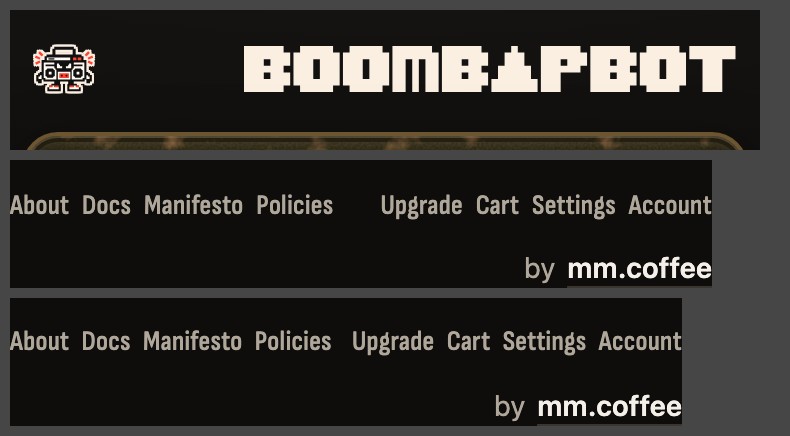 BOOMBAPBOT
About Docs Manifesto Policies Upgrade Cart Settings Account
by mm.coffee
About Docs Manifesto Policies Upgrade Cart Settings Account
by mm.coffee